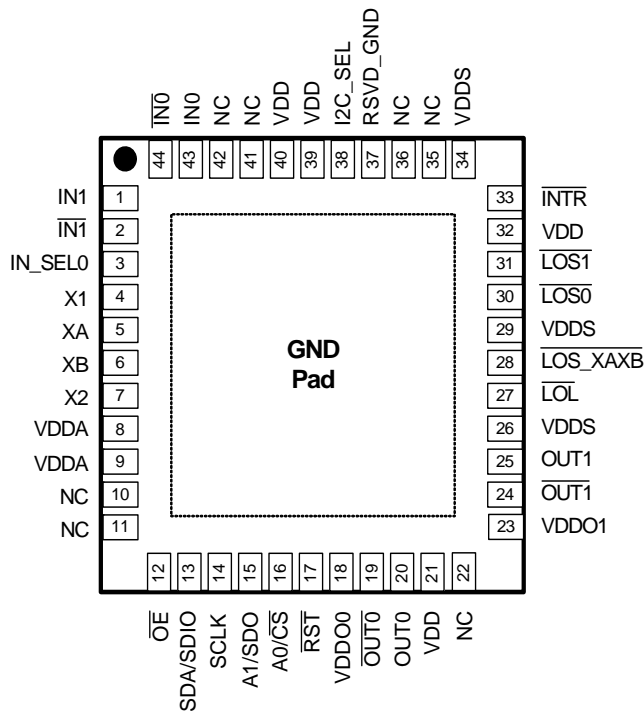 IN0
IN0
NC
NC
VDD
VDD
I2C_SEL
RSVD_GND
NC
NC
VDDS
44
43
42
41
40
39
38
37
36
35
34
IN1 1
IN1 2
IN_SEL0 3
X1 4
XA 5
XB 6
X2 7
VDDA 8
VDDA 9
NC 10
NC 11
GND
Pad
33 INTR
32 VDD
31 LOS1
30 LOS0
29 VDDS
28 LOS_XAXB
27 LOL
26 VDDS
25 OUT1
24 OUT1
23 VDDO1
12
13
14
15
16
17
18
19
20
21
22
OE
SDA/SDIO
SCLK
A1/SDO
A0/CS
RST
VDDO0
OUT0
OUT0
VDD
NC